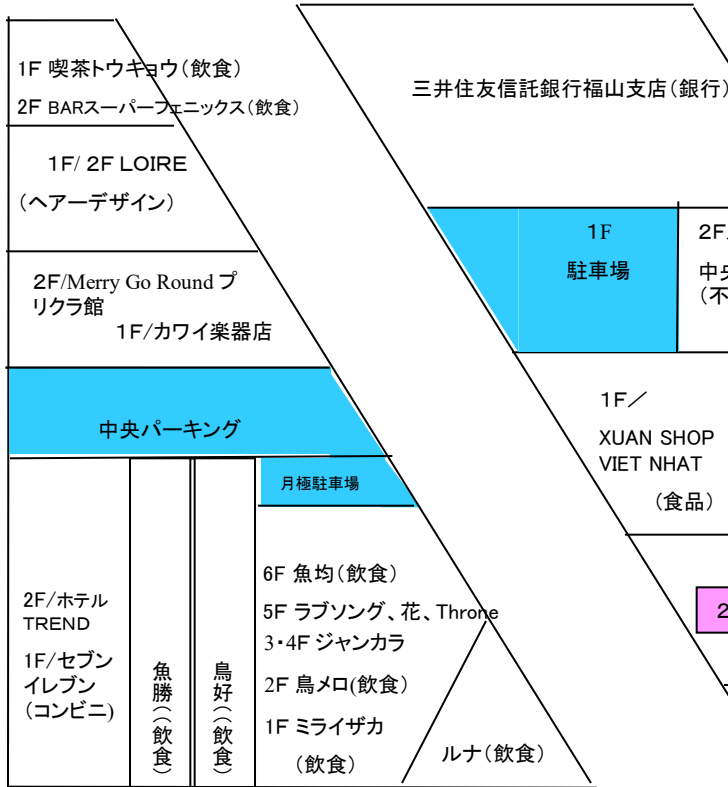 1F 喫茶トウキョウ(飲食)
2F BARスーパーフェニックス(飲食)
1F/ 2F LOIRE
(ヘアーデザイン)
2F/Merry Go Round プ
リクラ館
1F/カワイ楽器店
中央パーキング
月極駐車場
2F/ホテル
TREND
1F/セブン
イレブン
(コンビニ)
魚勝(飲食)
鳥好(飲食)
6F 魚均(飲食)
5F ラブソング、花、Throne
3・4F ジャンカラ
2F 鳥メロ(飲食)
1F ミライザカ
(飲食)
ルナ(飲食)
三井住友信託銀行福山支店(銀行)
1F
駐車場
2F
中央
(不
1F/
XUAN SHOP
VIET NHAT
(食品)
2